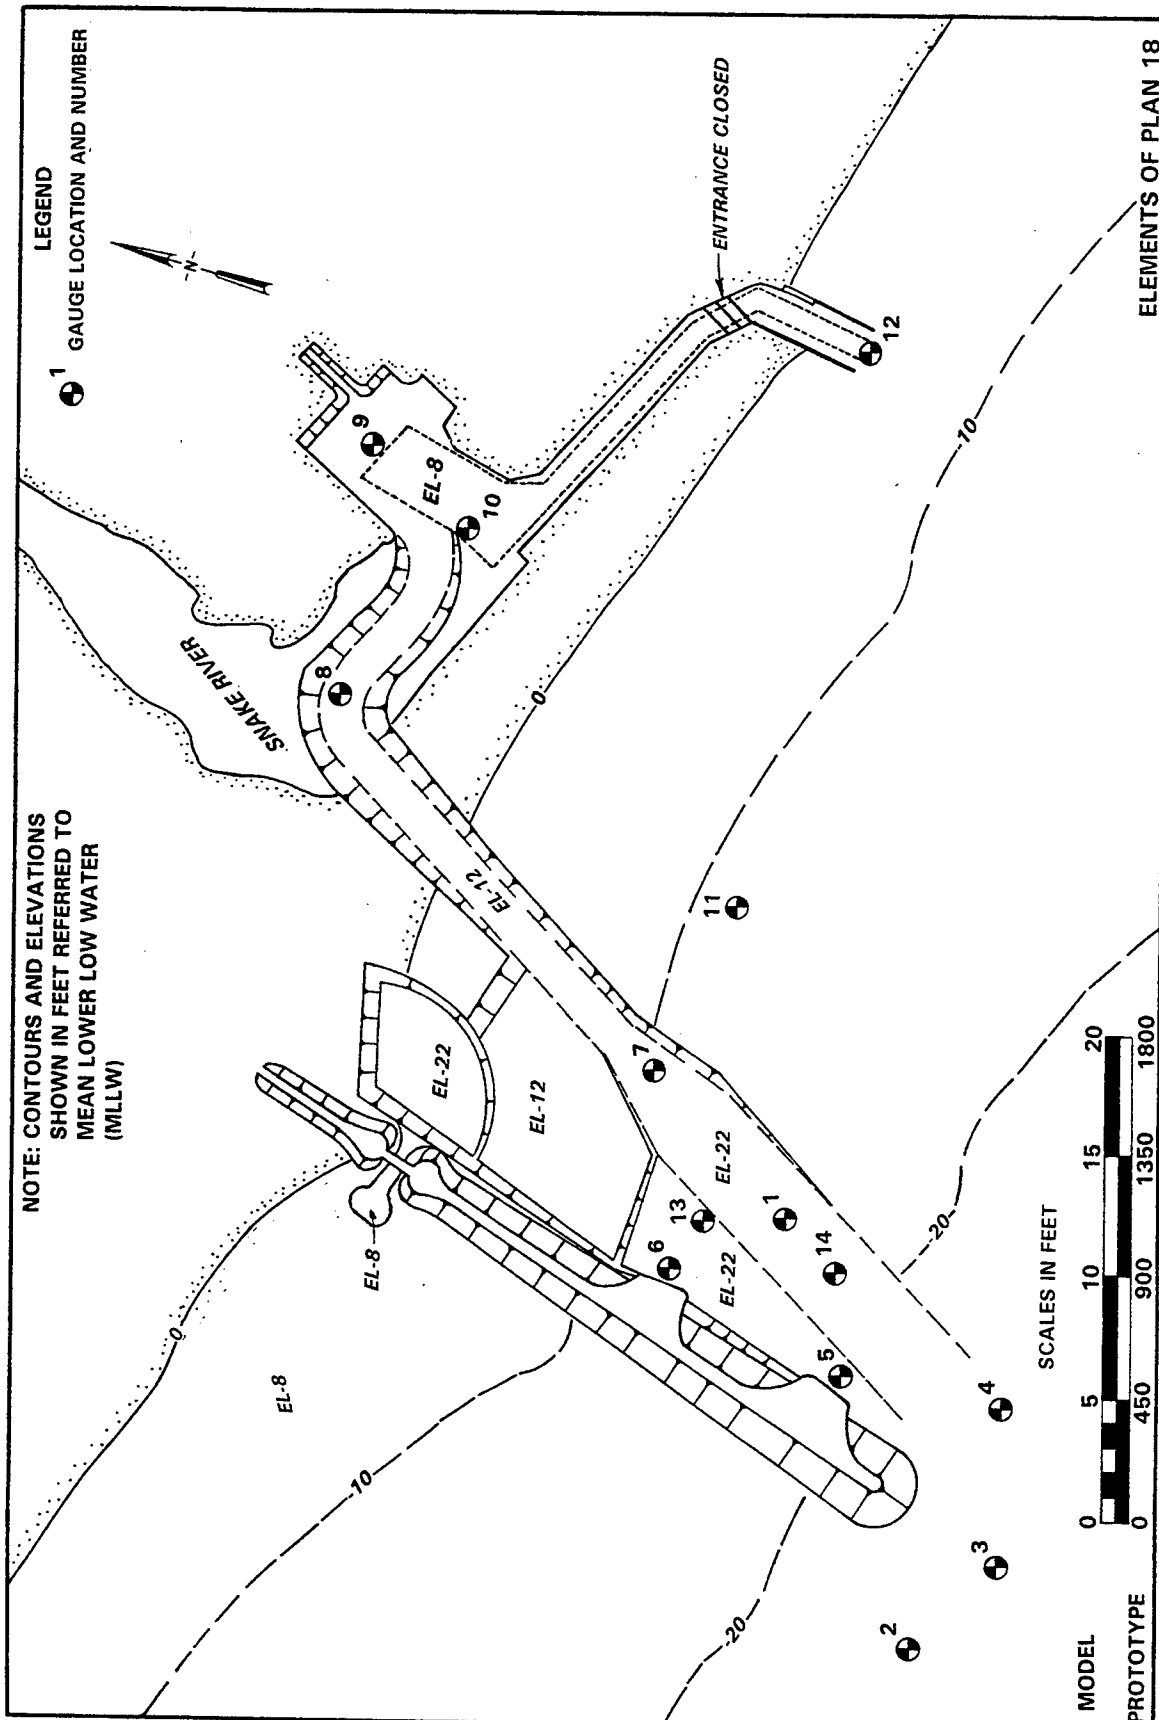 NOTE: CONTOURS AND ELEVATIONS
SHOWN IN FEET REFERRED TO
MEAN LOWER LOW WATER
(MLLW)
LEGEND
1 GAUGE LOCATION AND NUMBER
N
SNAKE RIVER
8
9
EL-8
10
ENTRANCE CLOSED
12
0
EL-12
EL-22
EL-12
EL-8
0
EL-8
-10
-20
7
11
-10
EL-22
13
6
EL-22
1
14
5
-20
4
3
2
SCALES IN FEET
MODEL 0 5 10 15 20
PROTOTYPE 0 450 900 1350 1800
ELEMENTS OF PLAN 18